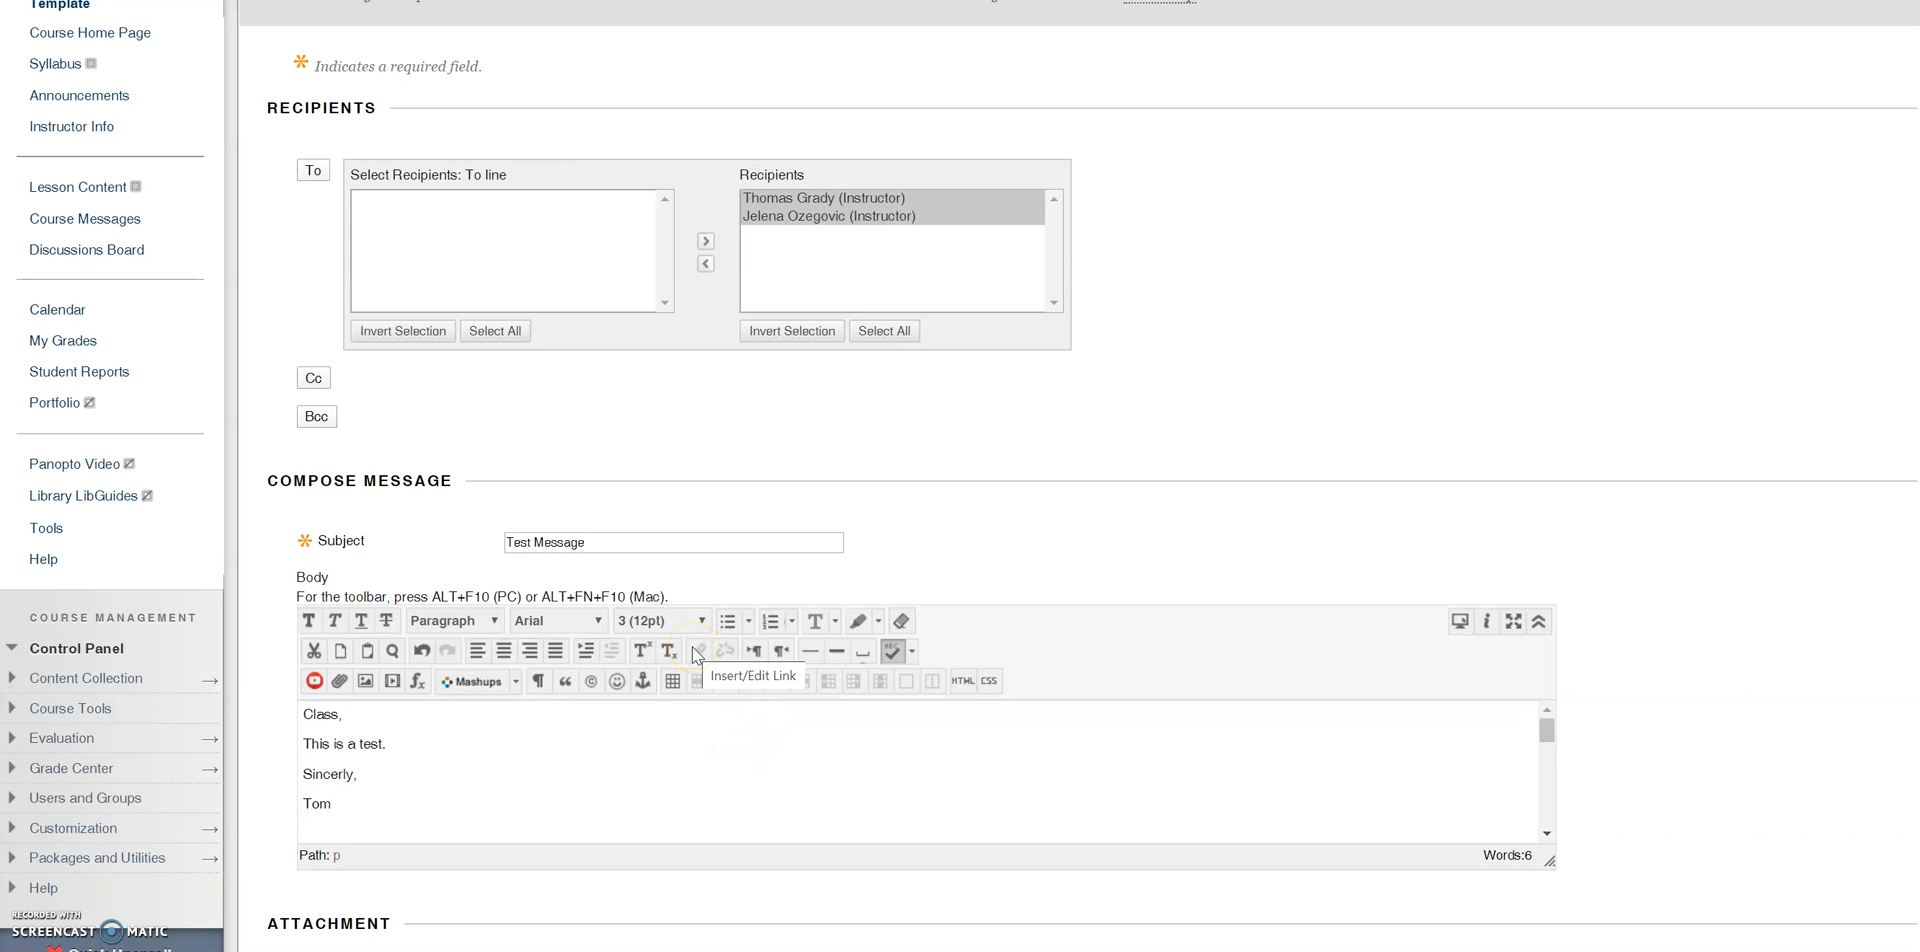 Template
Course Home Page
Syllabus
Announcements
Instructor Info
Lesson Content
Course Messages
Discussions Board
Calendar
My Grades
Student Reports
Portfolio
Panopto Video
Library LibGuides
Tools
Help
COURSE MANAGEMENT
Control Panel
Content Collection
Course Tools
Evaluation
Grade Center
Users and Groups
Customization
Packages and Utilities
Help
RECORDED WITH
SCREENCAST MATIC
Indicates a required field.
RECIPIENTS
To
Select Recipients: To line
Recipients
Thomas Grady (Instructor)
Jelena Ozegovic (Instructor)
Invert Selection Select All
Invert Selection Select All
Cc
Bcc
COMPOSE MESSAGE
Subject
Test Message
Body
For the toolbar, press ALT+F10 (PC) or ALT+FN+F10 (Mac).
T T T T Paragraph Arial 3 (12pt) T
ABC
Mashups HTML CSS
Insert/Edit Link
Class,
This is a test.
Sincerly,
Tom
Path: p
Words:6
ATTACHMENT